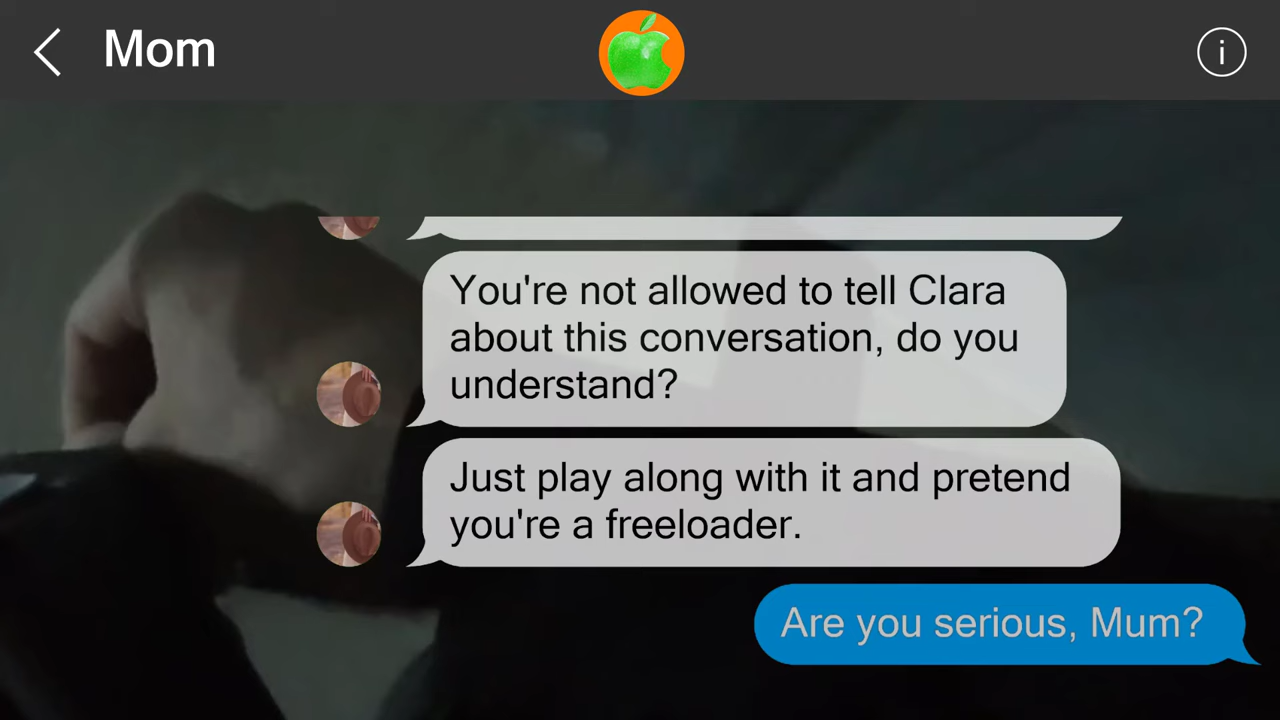 Mom
i
You're not allowed to tell Clara
about this conversation, do you
understand?
Just play along with it and pretend
you're a freeloader.
Are you serious, Mum?